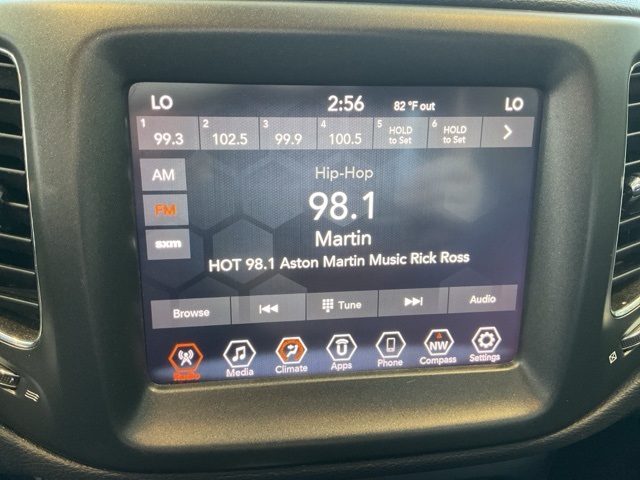 LO 2:56 82 °F out LO
1 99.3 2 102.5 3 99.9 4 100.5 5 HOLD to Set 6 HOLD to Set
AM
FM
sxm
Hip-Hop
98.1
Martin
HOT 98.1 Aston Martin Music Rick Ross
Browse Tune Audio
Radio Media Climate Apps Phone NW Compass Settings